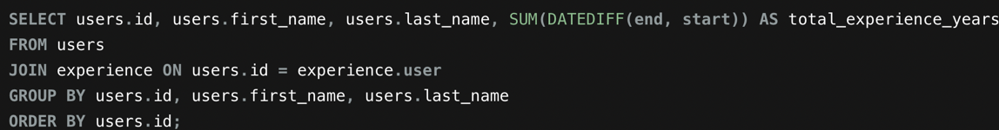 SELECT users.id, users.first_name, users.last_name, SUM(DATEDIFF(end, start)) AS total_experience_years
FROM users
JOIN experience ON users.id = experience.user
GROUP BY users.id, users.first_name, users.last_name
ORDER BY users.id;